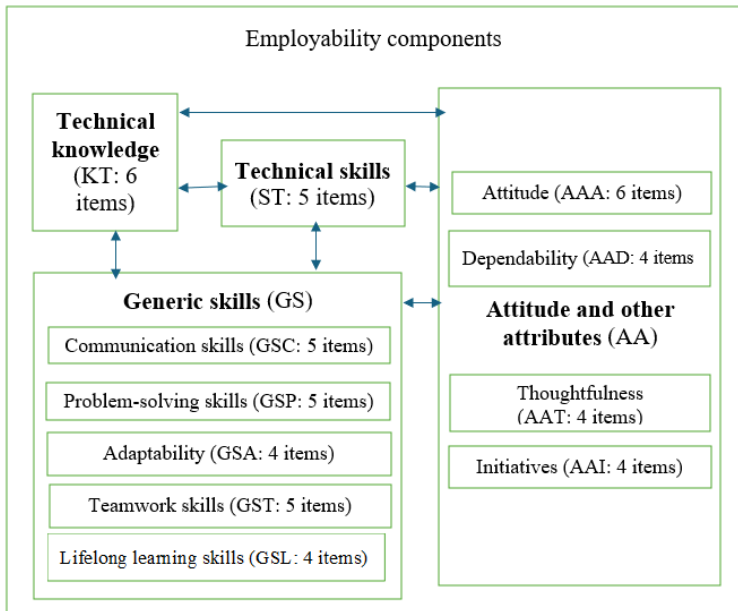 Employability components
Technical
knowledge
(KT: 6
items)
Technical skills
(ST: 5 items)
Generic skills (GS)
Communication skills (GSC: 5 items)
Problem-solving skills (GSP: 5 items)
Adaptability (GSA: 4 items)
Teamwork skills (GST: 5 items)
Lifelong learning skills (GSL: 4 items)
Attitude (AAA: 6 items)
Dependability (AAD: 4 items
Attitude and other
attributes (AA)
Thoughtfulness
(AAT: 4 items)
Initiatives (AAI: 4 items)